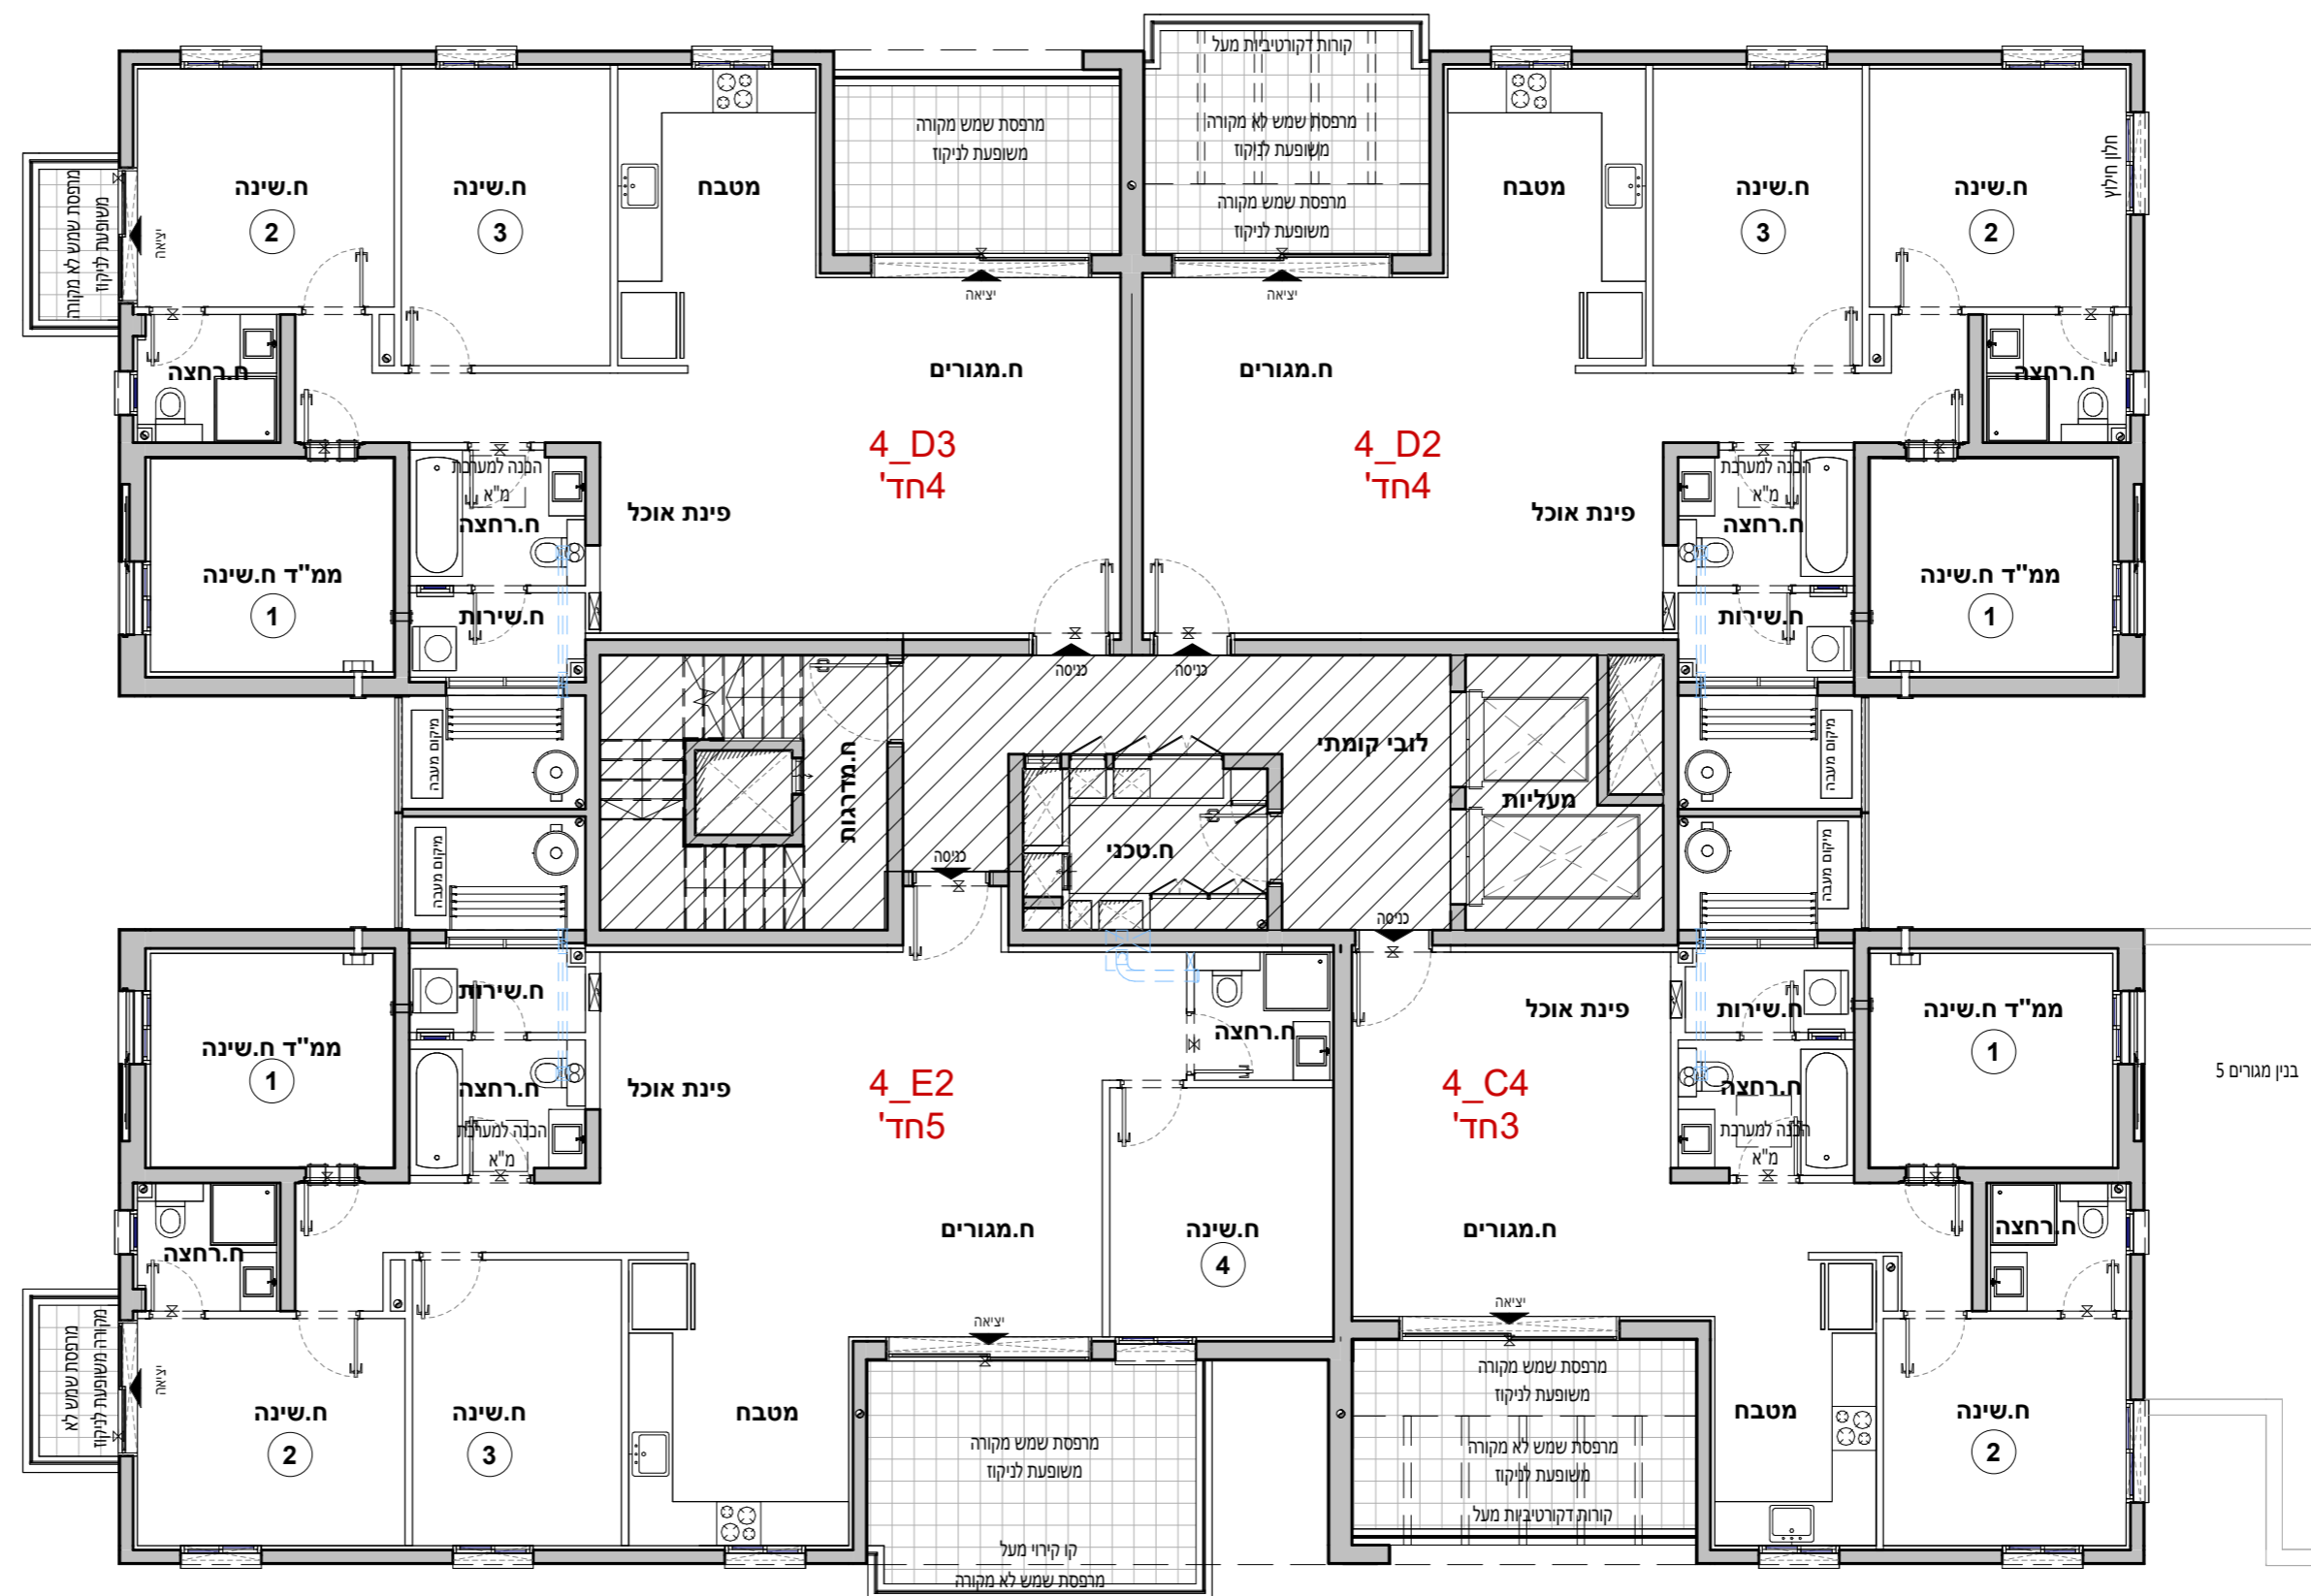 קורות דקורטיביות מעל
מרפסת שמש מקורה
משופעת לניקוז
מרפסת שמש לא מקורה
משופעת לניקוז
מרפסת שמש מקורה
משופעת לניקוז
מרפסת שמש לא מקורה
משופעת לניקוז
יציאה
ח.שינה
2
ח.שינה
3
מטבח
מטבח
ח.שינה
3
ח.שינה
2
חלון חילוץ
יציאה
יציאה
ח.רחצה
ח.מגורים
ח.מגורים
ח.רחצה
4_D3
4חד'
4_D2
4חד'
הכנה למערכת
מ"א
ח.רחצה
פינת אוכל
פינת אוכל
הכנה למערכת
מ"א
ח.רחצה
ממ"ד ח.שינה
1
ח.שירות
ח.שירות
ממ"ד ח.שינה
1
כניסה
כניסה
מיקום מעבה
ח.מדרגות
לובי קומתי
מעליות
מיקום מעבה
מיקום מעבה
כניסה
ח.טכני
כניסה
מיקום מעבה
ממ"ד ח.שינה
1
ח.שירות
ח.רחצה
הכנה למערכת
מ"א
פינת אוכל
4_E2
5חד'
ח.רחצה
פינת אוכל
4_C4
3חד'
ח.שירות
ח.רחצה
הכנה למערכת
מ"א
ממ"ד ח.שינה
1
בנין מגורים 5
ח.רחצה
ח.מגורים
ח.שינה
4
ח.מגורים
ח.רחצה
יציאה
יציאה
מרפסת שמש לא
מקורה משופעת לניקוז
יציאה
ח.שינה
2
ח.שינה
3
מטבח
מרפסת שמש מקורה
משופעת לניקוז
קו קירוי מעל
מרפסת שמש לא מקורה
מרפסת שמש מקורה
משופעת לניקוז
מרפסת שמש לא מקורה
משופעת לניקוז
קורות דקורטיביות מעל
מטבח
ח.שינה
2